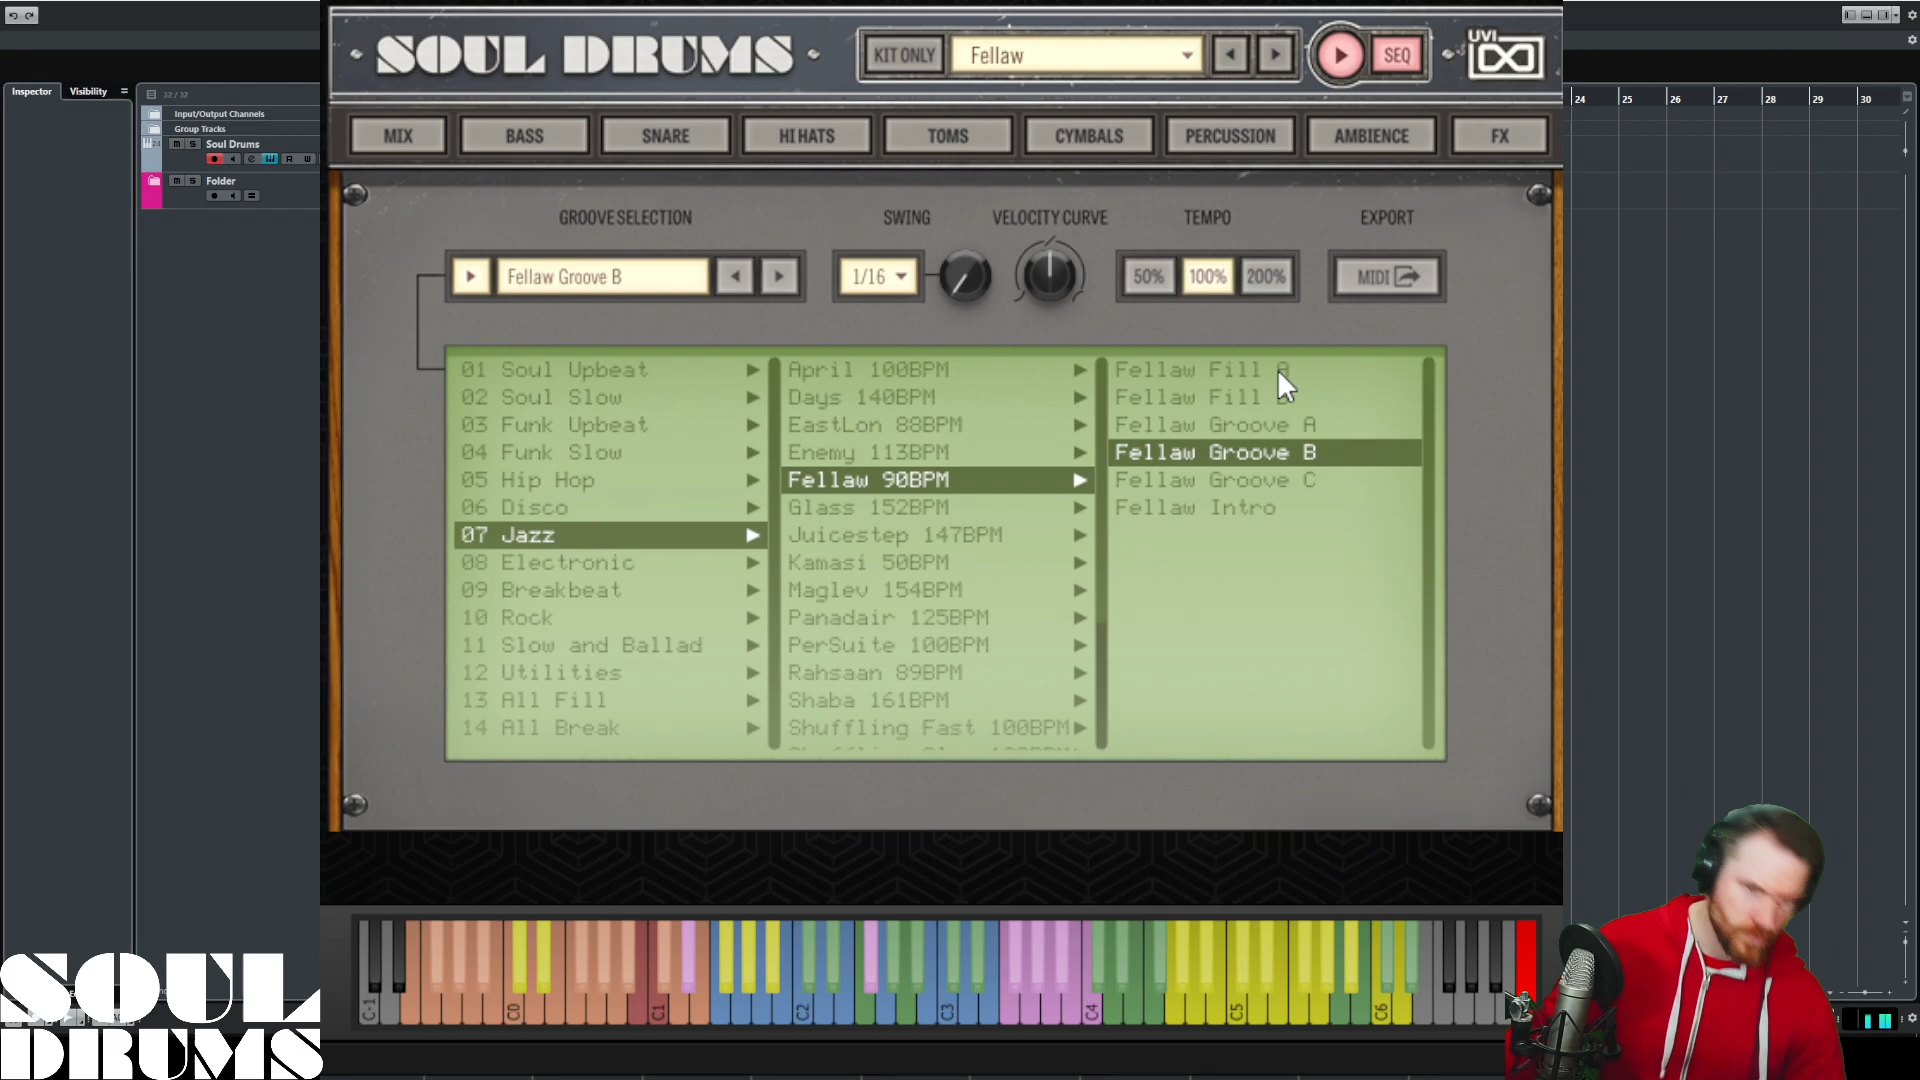 SOUL DRUMS
KIT ONLY
Fellaw
SEQ
UVI
Inspector
Visibility
32 / 32
24 25 26 27 28 29 30
Input/Output Channels
Group Tracks
m S Soul Drums
R W
m S Folder
MIX
BASS
SNARE
HI HATS
TOMS
CYMBALS
PERCUSSION
AMBIENCE
FX
GROOVE SELECTION
SWING
VELOCITY CURVE
TEMPO
EXPORT
Fellaw Groove B
1/16
50% 100% 200%
MIDI
01 Soul Upbeat
02 Soul Slow
03 Funk Upbeat
04 Funk Slow
05 Hip Hop
06 Disco
07 Jazz
08 Electronic
09 Breakbeat
10 Rock
11 Slow and Ballad
12 Utilities
13 All Fill
14 All Break
April 100BPM
Days 140BPM
EastLon 88BPM
Enemy 113BPM
Fellaw 90BPM
Glass 152BPM
Juicestep 147BPM
Kamasi 50BPM
Maglev 154BPM
Panadair 125BPM
PerSuite 100BPM
Rahsaan 89BPM
Shaba 161BPM
Shuffling Fast 100BPM
Fellaw Fill A
Fellaw Fill
Fellaw Groove A
Fellaw Groove B
Fellaw Groove C
Fellaw Intro
C-1 C0 C1 C2 C3 C4 C5 C6
SOUL
DRUMS